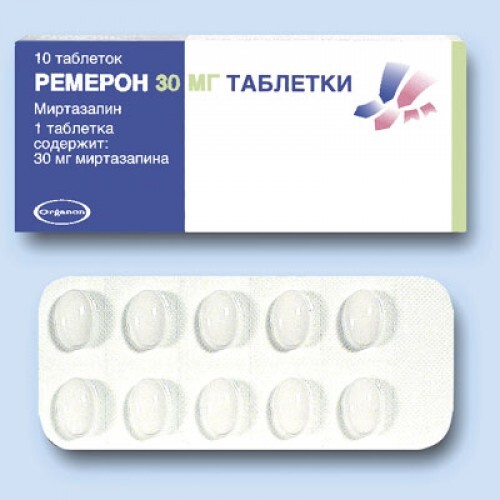 10 таблеток
РЕМЕРОН 30 МГ ТАБЛЕТКИ
Миртазапин
1 таблетка
содержит:
30 мг миртазапина
Organon